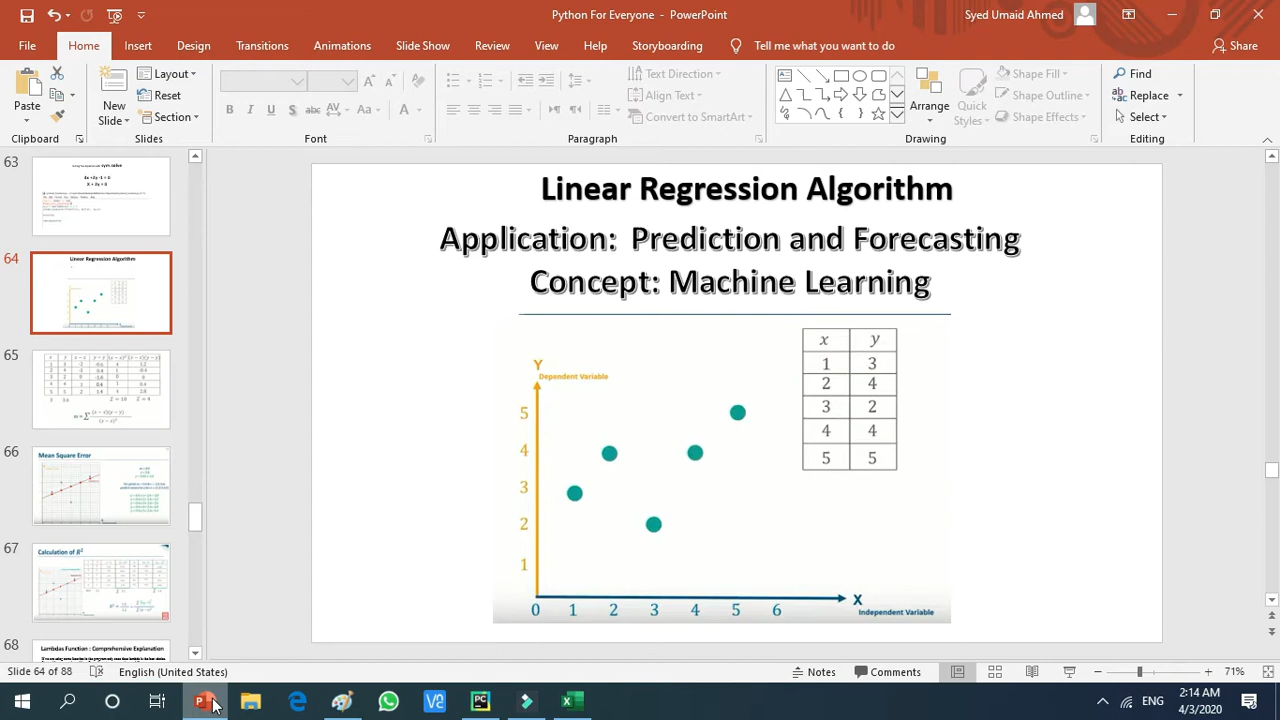 Python For Everyone - PowerPoint
Syed Umaid Ahmed
File Home Insert Design Transitions Animations Slide Show Review View Help Storyboarding Tell me what you want to do Share
Paste
Clipboard
New Slide
Layout
Reset
Section
Slides
B I U S abc AV Aa A
Font
Text Direction
Align Text
Convert to SmartArt
Paragraph
Arrange
Quick Styles
Shape Fill
Shape Outline
Shape Effects
Drawing
Find
Replace
Select
Editing
63
64
Linear Regression Algorithm
65
66
Mean Square Error
67
Calculation of R²
68
Lambdas Function : Comprehensive Explanation
Linear Regression Algorithm
Application: Prediction and Forecasting
Concept: Machine Learning
Y
Dependent Variable
5
4
3
2
1
0 1 2 3 4 5 6
X
Independent Variable
x y
1 3
2 4
3 2
4 4
5 5
Slide 64 of 88
English (United States)
Notes
Comments
71%
ENG
2:14 AM
4/3/2020